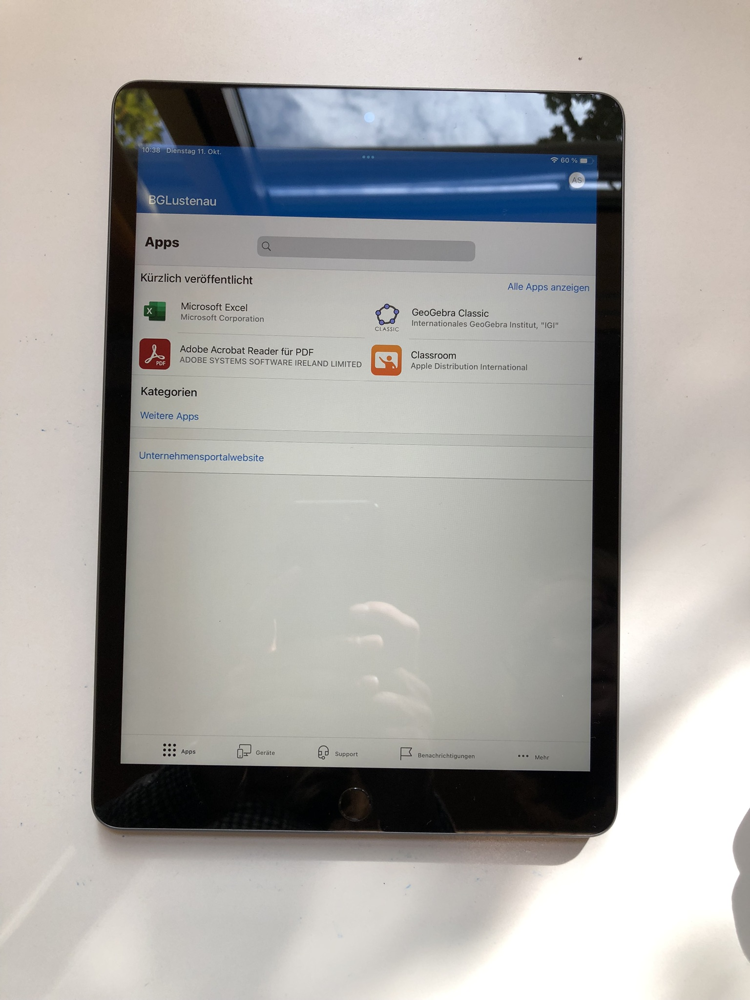 10:38 Dienstag 11. Okt.
60 %
AS
BGLustenau
Apps
Kürzlich veröffentlicht
Alle Apps anzeigen
X
Microsoft Excel
Microsoft Corporation
CLASSIC
GeoGebra Classic
Internationales GeoGebra Institut, "IGI"
PDF
Adobe Acrobat Reader für PDF
ADOBE SYSTEMS SOFTWARE IRELAND LIMITED
Classroom
Apple Distribution International
Kategorien
Weitere Apps
Unternehmensportalwebsite
Apps
Geräte
Support
Benachrichtigungen
Mehr